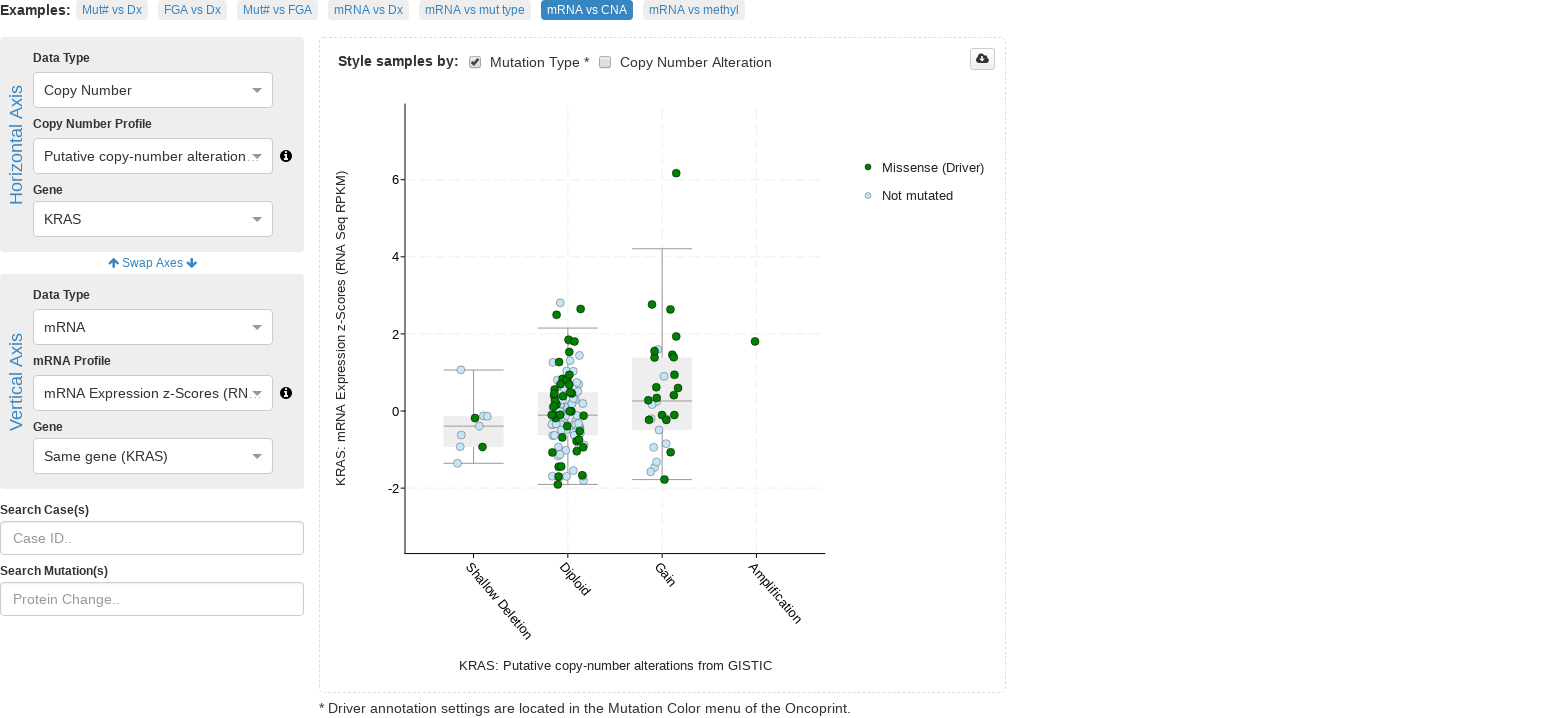 Examples: Mut# vs Dx FGA vs Dx Mut# vs FGA mRNA vs Dx mRNA vs mut type mRNA vs CNA mRNA vs methyl
Horizontal Axis
Data Type
Copy Number
Copy Number Profile
Putative copy-number alteration...
Gene
KRAS
Swap Axes
Vertical Axis
Data Type
mRNA
mRNA Profile
mRNA Expression z-Scores (RN...
Gene
Same gene (KRAS)
Search Case(s)
Case ID..
Search Mutation(s)
Protein Change..
Style samples by: Mutation Type * Copy Number Alteration
KRAS: mRNA Expression z-Scores (RNA Seq RPKM)
6
4
2
0
-2
Missense (Driver)
Not mutated
Shallow Deletion
Diploid
Gain
Amplification
KRAS: Putative copy-number alterations from GISTIC
* Driver annotation settings are located in the Mutation Color menu of the Oncoprint.